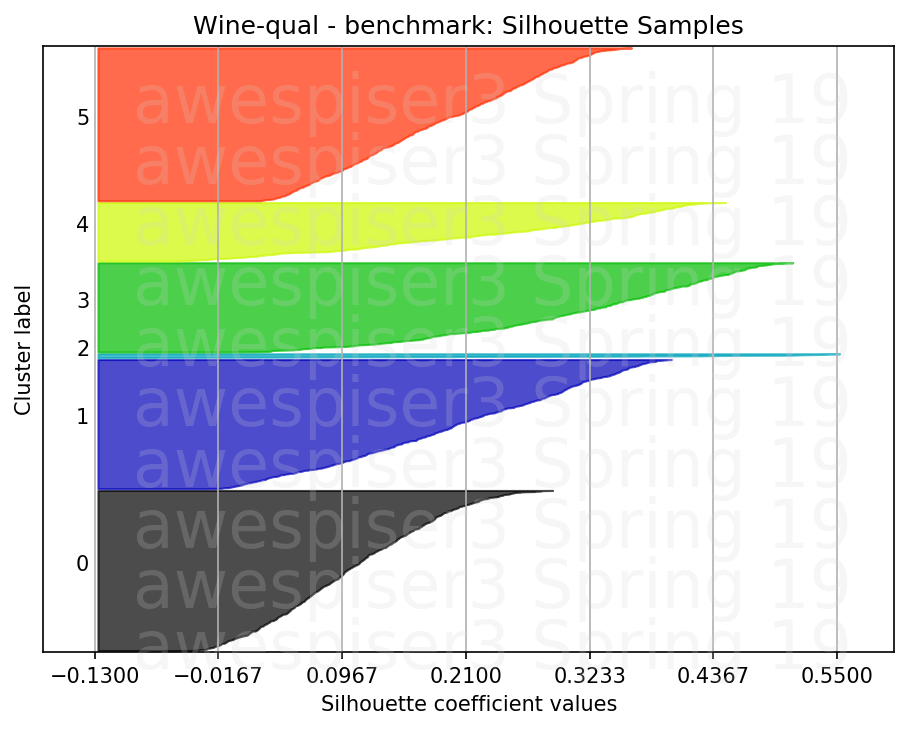 Wine-qual - benchmark: Silhouette Samples
awespiser3 Spring 19
awespiser3 Spring 19
awespiser3 Spring 19
awespiser3 Spring 19
awespiser3 Spring 19
awespiser3 Spring 19
awespiser3 Spring 19
awespiser3 Spring 19
awespiser3 Spring 19
awespiser3 Spring 19
Cluster label
5
4
3
2
1
0
−0.1300 −0.0167 0.0967 0.2100 0.3233 0.4367 0.5500
Silhouette coefficient values